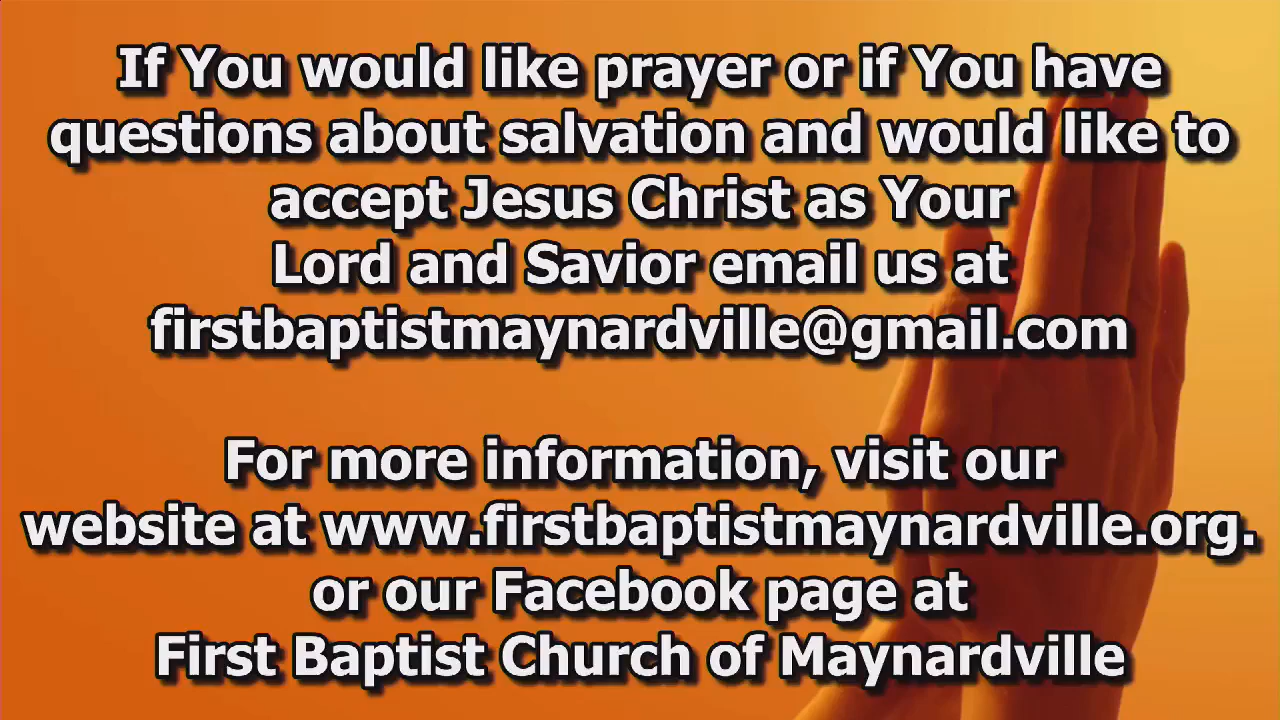 If You would like prayer or if You have
questions about salvation and would like to
accept Jesus Christ as Your
Lord and Savior email us at
firstbaptistmaynardville@gmail.com
For more information, visit our
website at www.firstbaptistmaynardville.org.
or our Facebook page at
First Baptist Church of Maynardville